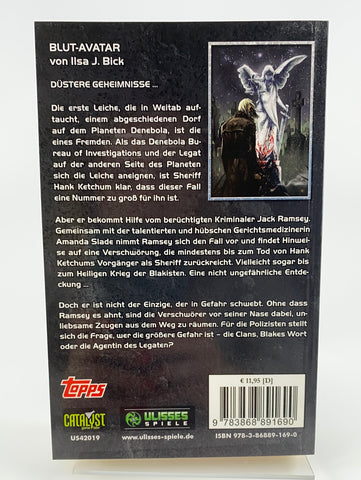 BLUT-AVATAR
von Ilsa J. Bick
DÜSTERE GEHEIMNISSE ...
Die erste Leiche, die in Weltab auf-
taucht, einem abgeschiedenen Dorf
auf dem Planeten Denebola, ist die
eines Fremden. Als das Denebola
Bureau of Investigations und der Legat
auf der anderen Seite des Planeten
sich die Leiche aneignen, ist Sheriff
Hank Ketchum klar, dass dieser Fall
eine Nummer zu groß für ihn ist.
Aber er bekommt Hilfe vom berüchtigten Kriminaler Jack Ramsey.
Gemeinsam mit der talentierten und hübschen Gerichtsmedizinerin
Amanda Slade nimmt Ramsey sich den Fall vor und findet Hinwei-
se auf eine Verschwörung, die mindestens bis zum Tod von Hank
Ketchums Vorgänger als Sheriff zurückreicht. Vielleicht sogar bis
zum Heiligen Krieg der Blakisten. Eine nicht ungefährliche Entde-
ckung ...
Doch er ist nicht der Einzige, der in Gefahr schwebt. Ohne dass
Ramsey es ahnt, sind die Verschwörer vor seiner Nase dabei, un-
liebsame Zeugen aus dem Weg zu räumen. Für die Polizisten stellt
sich die Frage, wer die größere Gefahr ist – die Clans, Blakes Wort
oder die Agentin des Legaten?
Topps
CATALYST
ULISSES
SPIELE
US42019
www.ulisses-spiele.de
€ 11,95 [D]
9 783868 891690
ISBN 978-3-86889-169-0